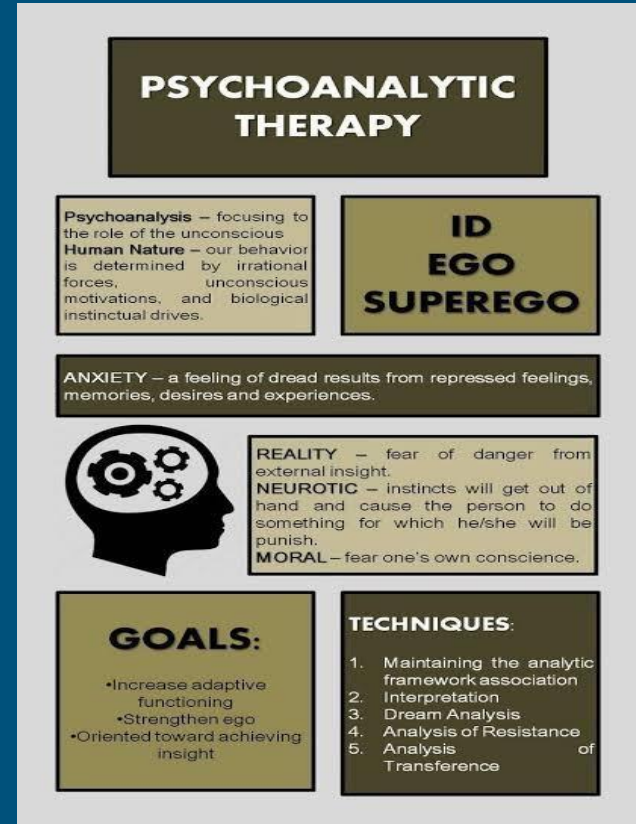 PSYCHOANALYTIC
THERAPY
Psychoanalysis – focusing to
the role of the unconscious
Human Nature – our behavior
is determined by irrational
forces, unconscious
motivations, and biological
instinctual drives.
ID
EGO
SUPEREGO
ANXIETY – a feeling of dread results from repressed feelings,
memories, desires and experiences.
REALITY – fear of danger from
external insight.
NEUROTIC – instincts will get out of
hand and cause the person to do
something for which he/she will be
punish.
MORAL – fear one's own conscience.
GOALS:
•Increase adaptive
functioning
•Strengthen ego
•Oriented toward achieving
insight
TECHNIQUES:
1. Maintaining the analytic
framework association
2. Interpretation
3. Dream Analysis
4. Analysis of Resistance
5. Analysis of
Transference